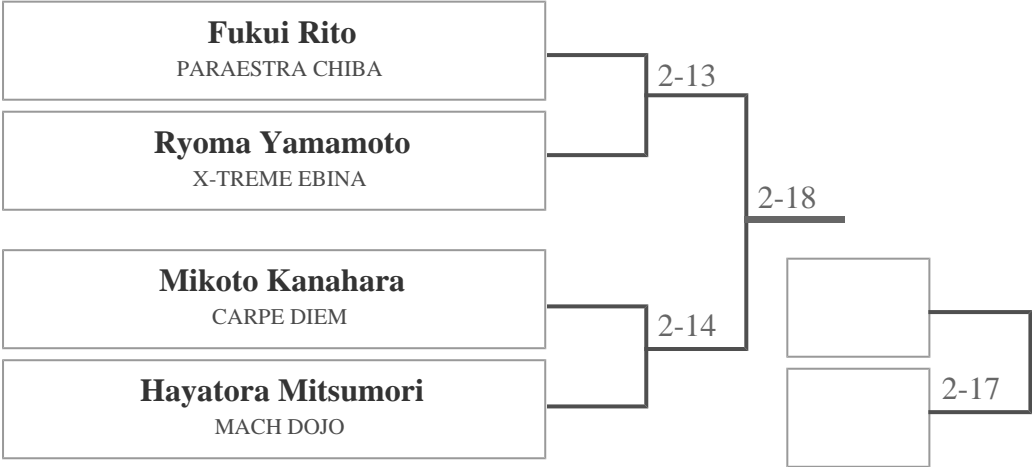 Fukui Rito
PARAESTRA CHIBA
2-13
Ryoma Yamamoto
X-TREME EBINA
2-18
Mikoto Kanahara
CARPE DIEM
2-14
Hayatora Mitsumori
MACH DOJO
2-17